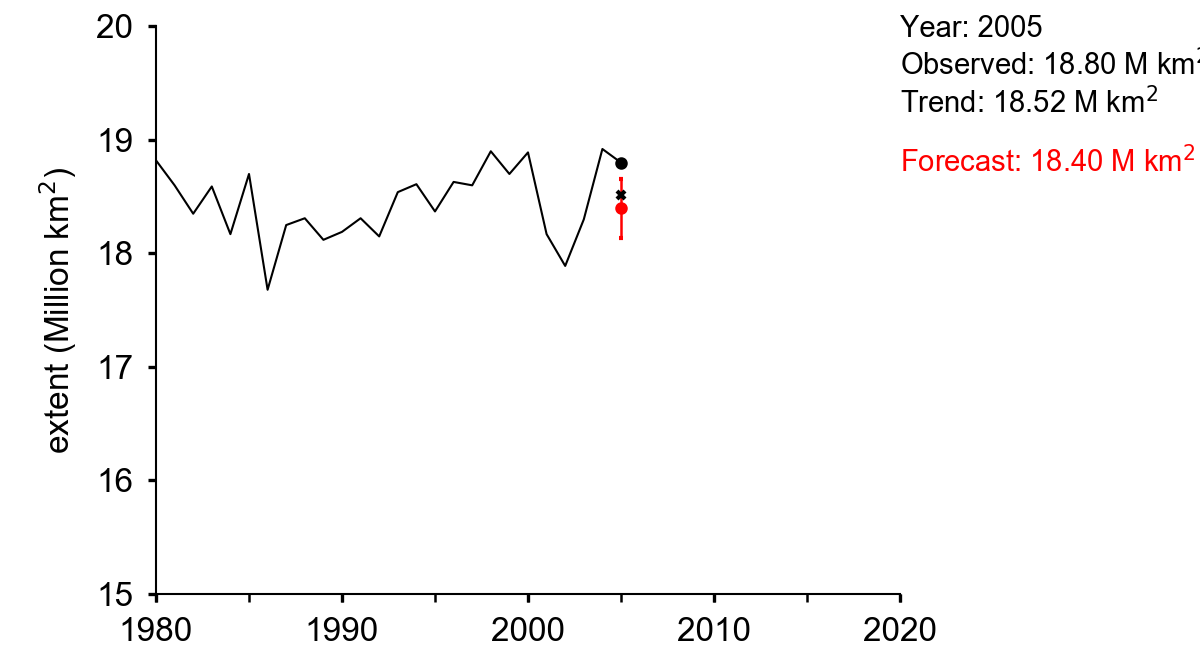 20
19
18
17
16
15
1980
1990
2000
2010
2020
extent (Million km²)
Year: 2005
Observed: 18.80 M km²
Trend: 18.52 M km²
Forecast: 18.40 M km²